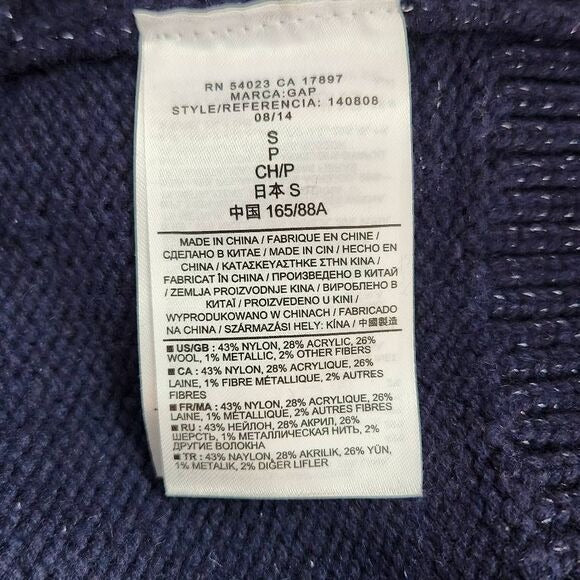 RN 54023 CA 17897
MARCA:GAP
STYLE/REFERENCIA: 140808
08/14
S
P
CH/P
日本 S
中国 165/88A
MADE IN CHINA / FABRIQUE EN CHINE /
СДЕЛАНО В КИТАЕ / MADE IN CIN / HECHO EN
CHINA / ΚΑΤΑΣΚΕΥΑΣΤΗΚΕ ΣΤΗΝ ΚΙΝΑ /
FABRICAT ÎN CHINA / ПРОИЗВЕДЕНО В КИТАЙ
/ ZEMLJA PROIZVODNJE KINA / ВИРОБЛЕНО В
КИТАЇ / PROIZVEDENO U KINI /
WYPRODUKOWANO W CHINACH / FABRICADO
NA CHINA / SZÁRMAZÁSI HELY: KÍNA / 中國製造
■ US/GB : 43% NYLON, 28% ACRYLIC, 26%
WOOL, 1% METALLIC, 2% OTHER FIBERS
■ CA : 43% NYLON, 28% ACRYLIQUE, 26%
LAINE, 1% FIBRE MÉTALLIQUE, 2% AUTRES
FIBRES
■ FR/MA : 43% NYLON, 28% ACRYLIQUE, 26%
LAINE, 1% MÉTALLIQUE, 2% AUTRES FIBRES
■ RU : 43% НЕЙЛОН, 28% АКРИЛ, 26%
ШЕРСТЬ, 1% МЕТАЛЛИЧЕСКАЯ НИТЬ, 2%
ДРУГИЕ ВОЛОКНА
■ TR : 43% NAYLON, 28% AKRILIK, 26% YÜN,
1% METALIK, 2% DİĞER LIFLER